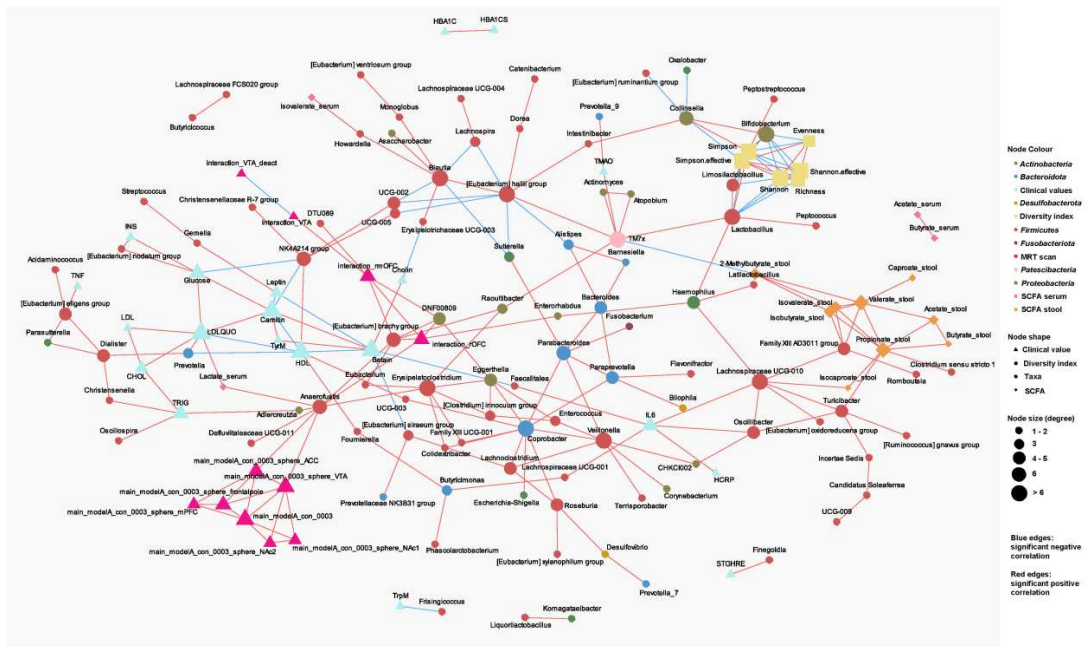 HBA1C
HBA1CS
[Eubacterium] ventriosum group
Catenibacterium
Oxalobacter
[Eubacterium] ruminantium group
Lachnospiraceae FCS020 group
Lachnospiraceae UCG-004
Peptostreptococcus
Isovalerate_serum
Monoglobus
Prevotella_9
Collinsella
Butyricicoccus
Asaccharobacter
Dorea
Intestinibacter
Bifidobacterium
Evenness
Howardella
Lachnospira
Simpson
Interaction_VTA_deact
Blautia
TMAO
Simpson.effective
Shannon.effective
Streptococcus
UCG-002
[Eubacterium] hallii group
Actinomyces
Limosilactobacillus
Shannon
Richness
Christensenellaceae R-7 group
Atopobium
Acetate_serum
DTU089
Interaction_VTA
UCG-005
Erysipelotrichaceae UCG-003
Lactobacillus
Peptococcus
INS
Gemella
Sutterella
Alistipes
TM7x
Butyrate_serum
[Eubacterium] nodatum group
NK4A214 group
Barnesiella
Acidaminococcus
TNF
interaction_rmOFC
Cholin
2-Methylbutyrate_stool
Latilactobacillus
Caproate_stool
Glucose
Leptin
[Eubacterium] eligens group
Carnitin
DNF00809
Raoultibacter
Enterorhabdus
Bacteroides
Haemophilus
Isovalerate_stool
Valerate_stool
Acetate_stool
LDL
LDLQUO
[Eubacterium] brachy group
Fusobacterium
Isobutyrate_stool
Parasutterella
TyrM
HDL
Betain
interaction_rOFC
Parabacteroides
Family XIII AD3011 group
Propionate_stool
Butyrate_stool
Dialister
Prevotella
CHOL
Lactate_serum
Eubacterium
Erysipelatoclostridium
Eggerthella
Faecalitalea
Paraprevotella
Flavonifractor
Lachnospiraceae UCG-010
Isocaproate_stool
Romboutsia
Clostridium sensu stricto 1
Christensenella
TRIG
Anaerofustis
UCG-003
[Clostridium] innocuum group
Bilophila
Turicibacter
Adlercreutzia
Enterococcus
IL6
Oscillospira
Defluviitaleaceae UCG-011
Fournierella
[Eubacterium] siraeum group
Family XIII UCG-001
Coprobacter
Veillonella
Oscillibacter
[Eubacterium] oxidoreducens group
[Ruminococcus] gnavus group
Colidextribacter
main_modelA_con_0003_sphere_ACC
Lachnoclostridium
Lachnospiraceae UCG-001
CHKCI002
HCRP
Incertae Sedis
main_modelA_con_0003_sphere_VTA
Butyricimonas
Candidatus Soleaferrea
main_modelA_con_0003_sphere_frontalpole
Prevotellaceae NK3B31 group
Escherichia-Shigella
Terrisporobacter
Corynebacterium
main_modelA_con_0003_sphere_mPFC
main_modelA_con_0003
Roseburia
UCG-009
main_modelA_con_0003_sphere_NAc2
main_modelA_con_0003_sphere_NAc1
Phascolarctobacterium
[Eubacterium] xylanophilum group
Desulfovibrio
STGHRE
Finegoldia
Prevotella_7
TrpM
Frisingicoccus
Komagataeibacter
Liquorilactobacillus
Node Colour
Actinobacteria
Bacteroidota
Clinical values
Desulfobacterota
Diversity index
Firmicutes
Fusobacteriota
MRT scan
Patescibacteria
Proteobacteria
SCFA serum
SCFA stool
Node shape
Clinical value
Diversity index
Taxa
SCFA
Node size (degree)
1 - 2
3
4 - 5
6
> 6
Blue edges:
significant negative
correlation
Red edges:
significant positive
correlation